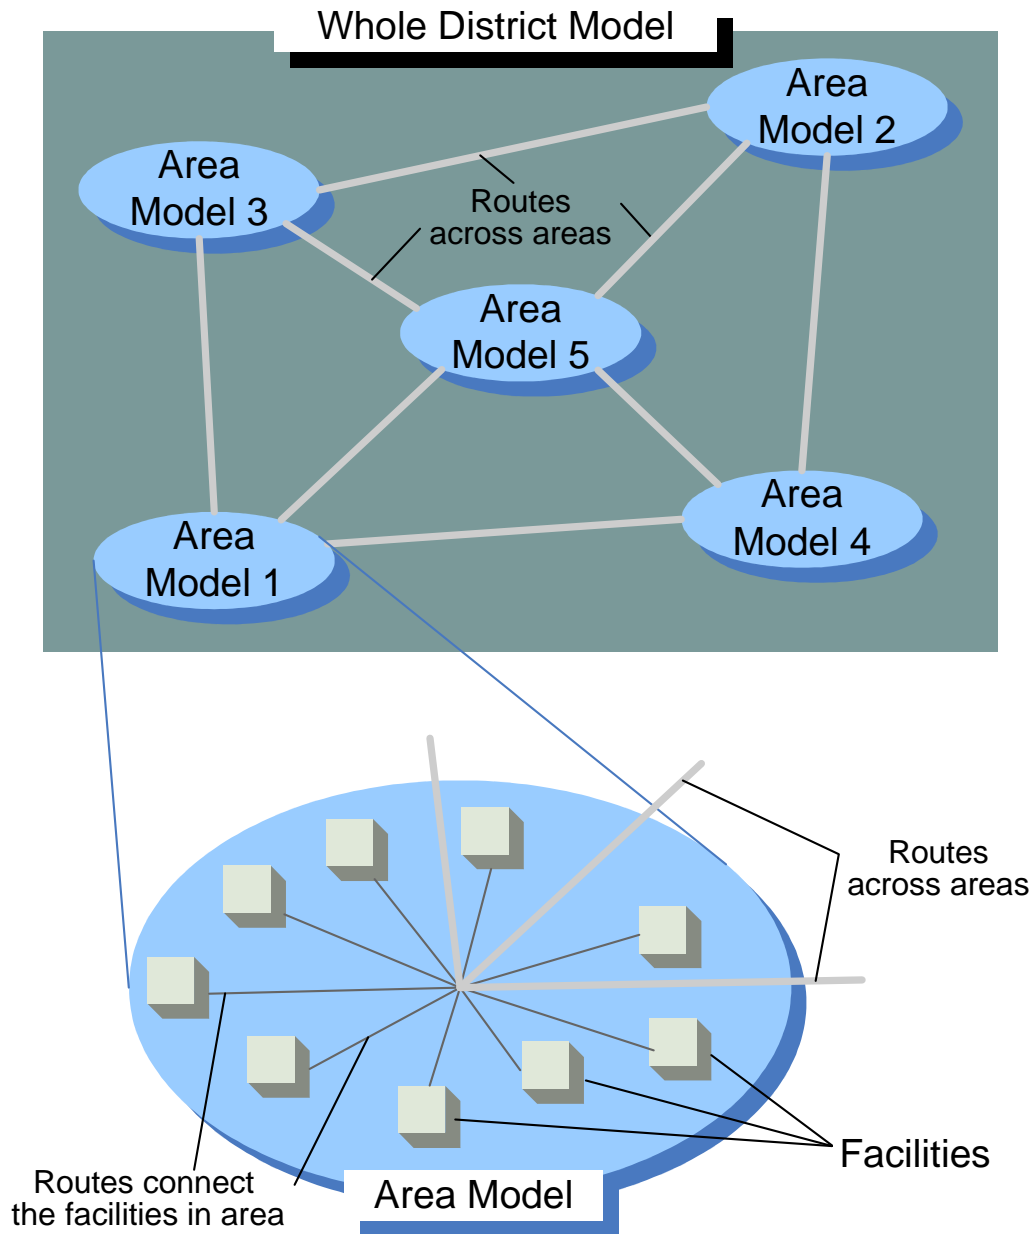 Whole District Model
Area
Model 2
Area
Model 3
Routes
across areas
Area
Model 5
Area
Model 4
Area
Model 1
Routes
across areas
Facilities
Routes connect
the facilities in area
Area Model